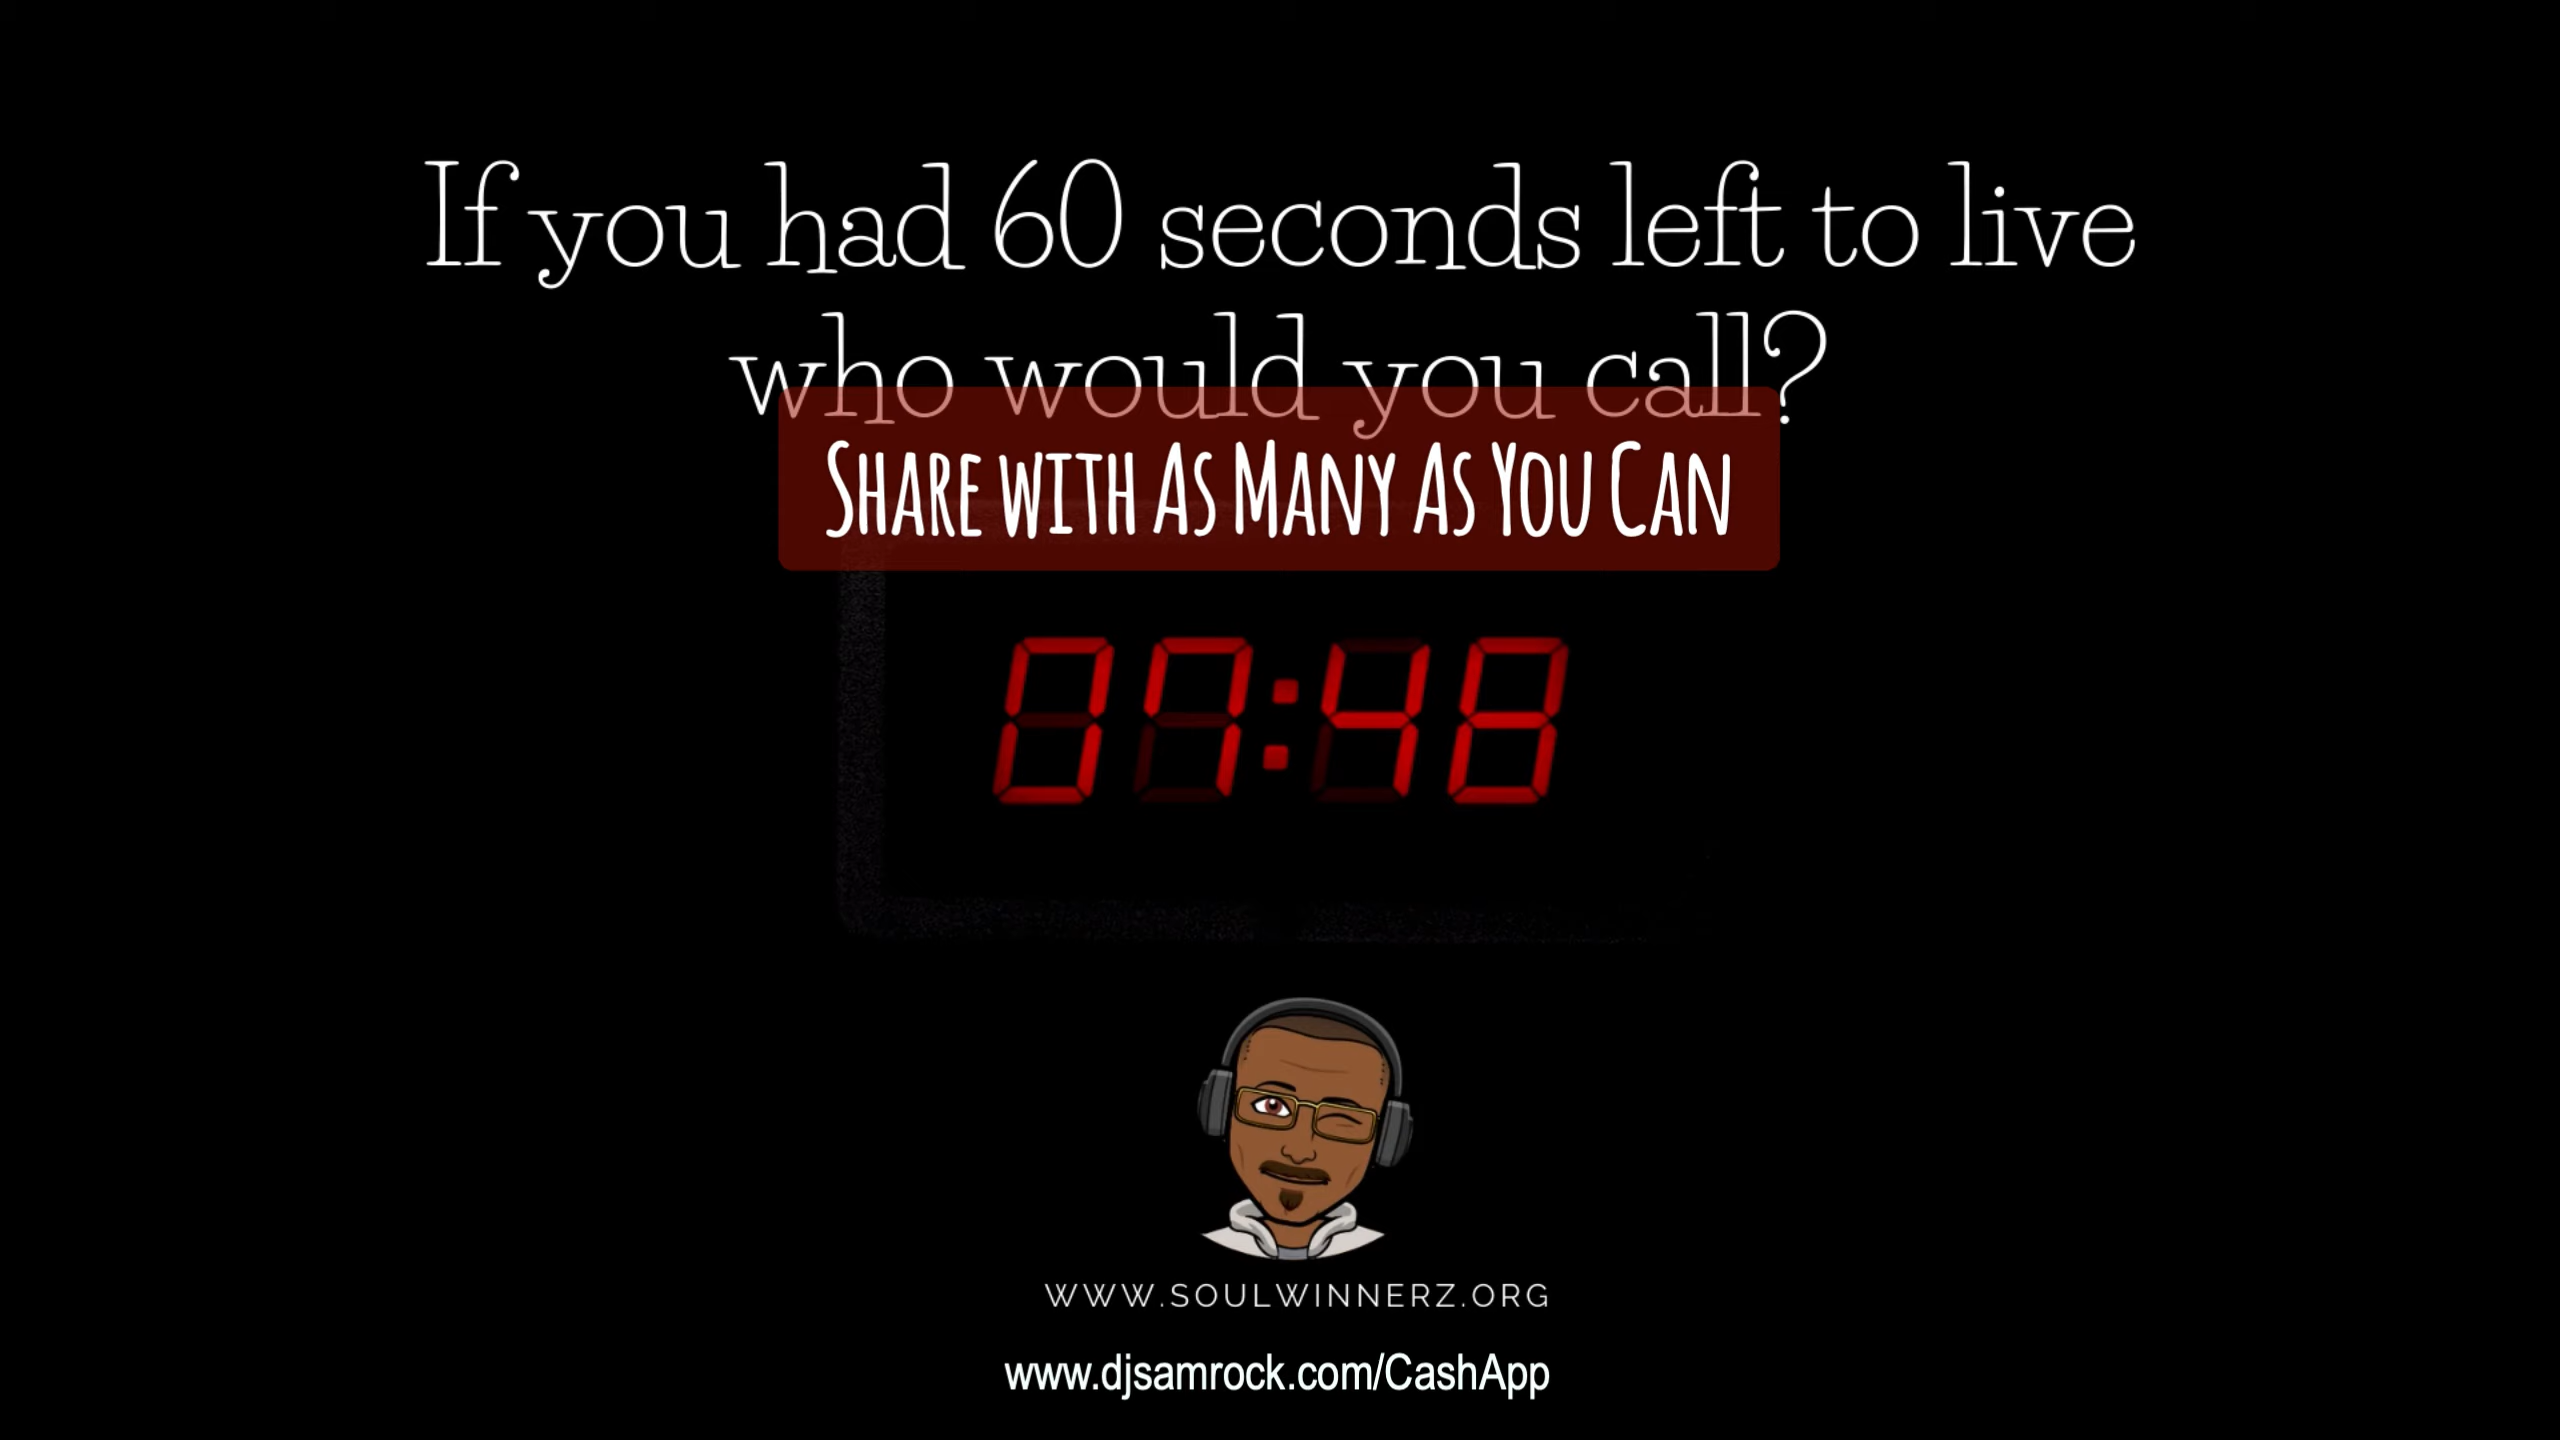 If you had 60 seconds left to live
who would you call?
SHARE WITH AS MANY AS YOU CAN
07:48
WWW.SOULWINNERZ.ORG
www.djsamrock.com/CashApp